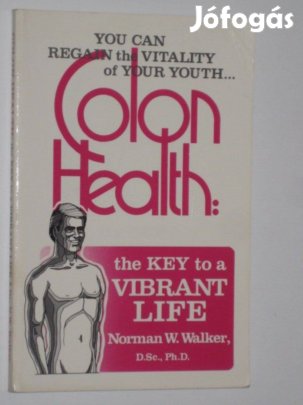 Jófogás
YOU CAN
REGAIN the VITALITY
of YOUR YOUTH...
Colon
Health:
the KEY to a
VIBRANT
LIFE
Norman W. Walker,
D.Sc., Ph.D.